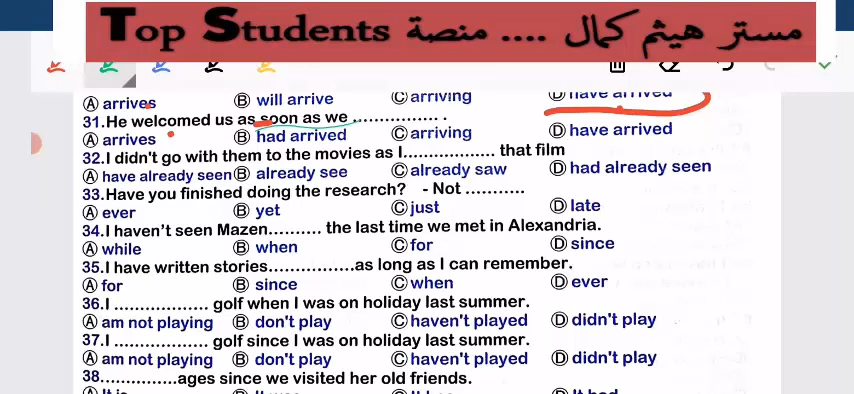 Top Students مستر هيثم كمال .... منصة
Ⓐ arrives Ⓑ will arrive Ⓒ arriving Ⓓ have arrived
31.He welcomed us as soon as we ................ .
Ⓐ arrives Ⓑ had arrived Ⓒ arriving Ⓓ have arrived
32.I didn't go with them to the movies as I.................. that film
Ⓐ have already seen Ⓑ already see Ⓒ already saw Ⓓ had already seen
33.Have you finished doing the research? - Not ...........
Ⓐ ever Ⓑ yet Ⓒ just Ⓓ late
34.I haven't seen Mazen.......... the last time we met in Alexandria.
Ⓐ while Ⓑ when Ⓒ for Ⓓ since
35.I have written stories................as long as I can remember.
Ⓐ for Ⓑ since Ⓒ when Ⓓ ever
36.I .................. golf when I was on holiday last summer.
Ⓐ am not playing Ⓑ don't play Ⓒ haven't played Ⓓ didn't play
37.I .................. golf since I was on holiday last summer.
Ⓐ am not playing Ⓑ don't play Ⓒ haven't played Ⓓ didn't play
38..............ages since we visited her old friends.